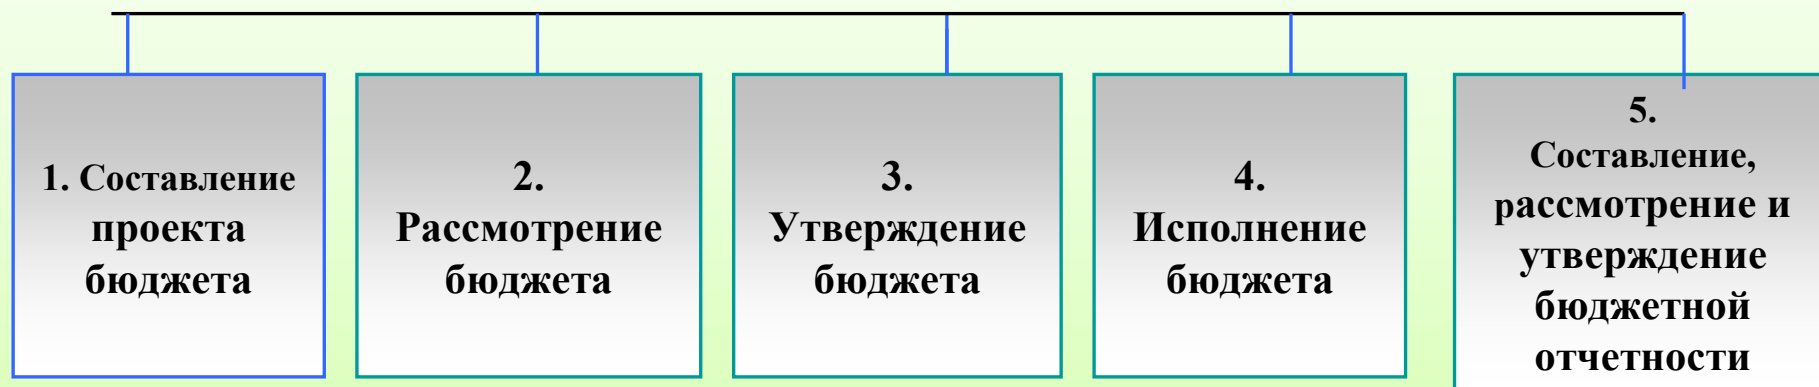 1. Составление
проекта
бюджета
2.
Рассмотрение
бюджета
3.
Утверждение
бюджета
4.
Исполнение
бюджета
5.
Составление,
рассмотрение и
утверждение
бюджетной
отчетности